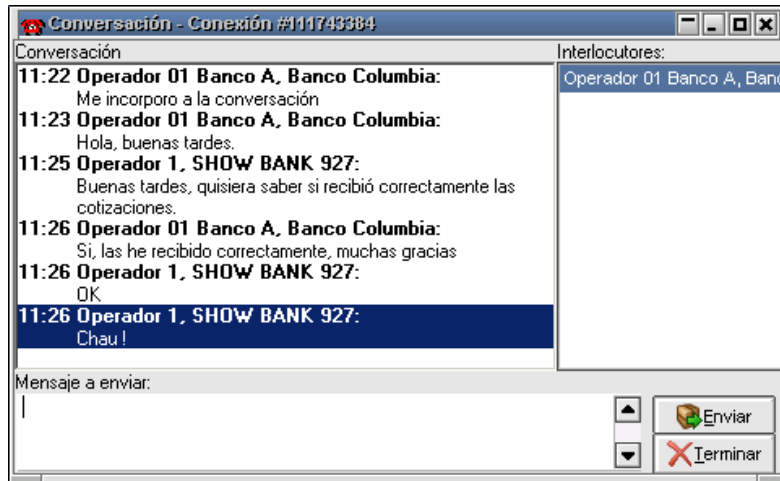 Conversación - Conexión #111743384
Conversación
Interlocutores:
11:22 Operador 01 Banco A, Banco Columbia:
Me incorporo a la conversación
11:23 Operador 01 Banco A, Banco Columbia:
Hola, buenas tardes.
11:25 Operador 1, SHOW BANK 927:
Buenas tardes, quisiera saber si recibió correctamente las
cotizaciones.
11:26 Operador 01 Banco A, Banco Columbia:
Si, las he recibido correctamente, muchas gracias
11:26 Operador 1, SHOW BANK 927:
OK
11:26 Operador 1, SHOW BANK 927:
Chau !
Operador 01 Banco A, Banc
Mensaje a enviar:
Enviar
Terminar